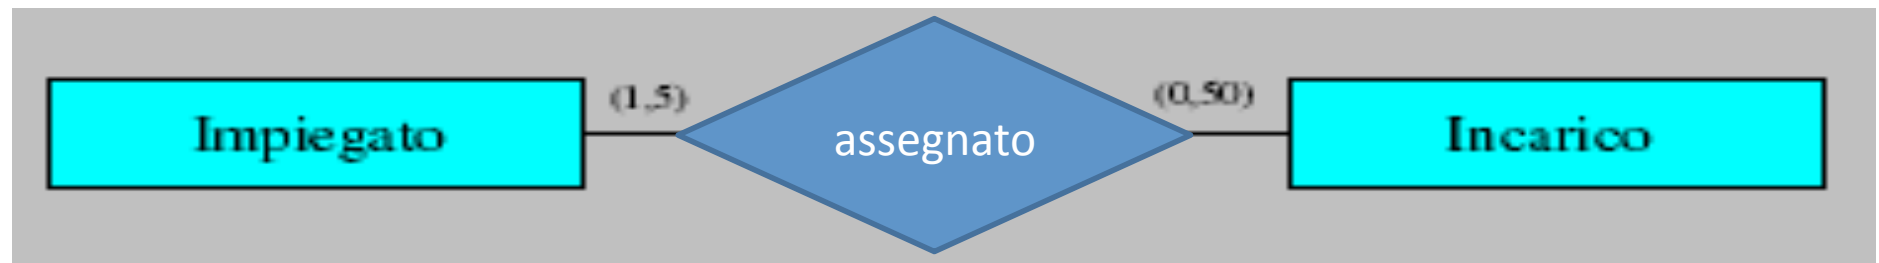 Impiegato
(1,5)
assegnato
(0,50)
Incarico